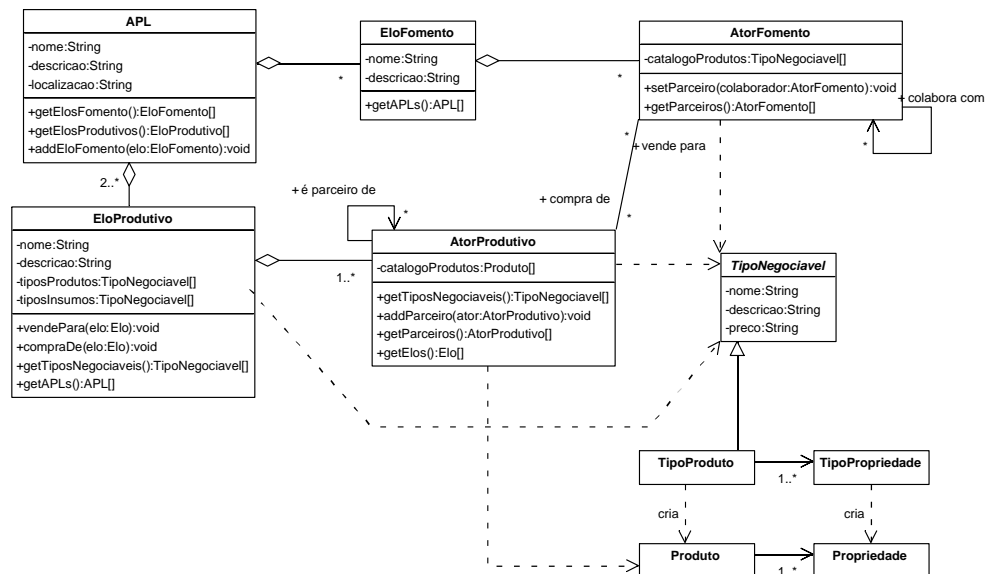 APL
-nome:String
-descricao:String
-localizacao:String
+getElosFomento():EloFomento[]
+getElosProdutivos():EloProdutivo[]
+addEloFomento(elo:EloFomento):void
*
EloFomento
-nome:String
-descricao:String
+getAPLs():APL[]
*
AtorFomento
-catalogoProdutos:TipoNegociavel[]
+setParceiro(colaborador:AtorFomento):void
+getParceiros():AtorFomento[]
+ colabora com
*
*
+ vende para
+ compra de
*
2..*
EloProdutivo
-nome:String
-descricao:String
-tiposProdutos:TipoNegociavel[]
-tiposInsumos:TipoNegociavel[]
+vendePara(elo:Elo):void
+compraDe(elo:Elo):void
+getTiposNegociaveis():TipoNegociavel[]
+getAPLs():APL[]
1..*
+ é parceiro de
*
AtorProdutivo
-catalogoProdutos:Produto[]
+getTiposNegociaveis():TipoNegociavel[]
+addParceiro(ator:AtorProdutivo):void
+getParceiros():AtorProdutivo[]
+getElos():Elo[]
TipoNegociavel
-nome:String
-descricao:String
-preco:String
TipoProduto
1..*
TipoPropriedade
cria
cria
Produto
1..*
Propriedade